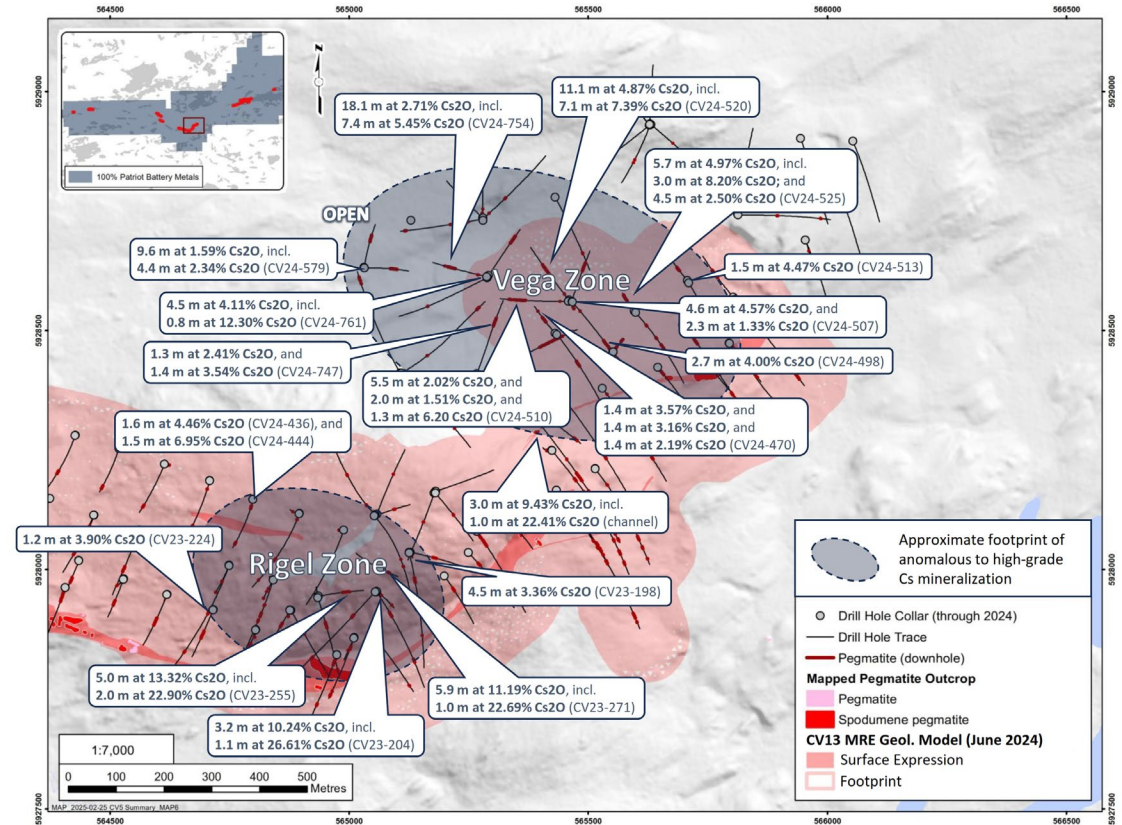 564500
565000
565500
566000
566500
5929000
5929000
100% Patriot Battery Metals
N
18.1 m at 2.71% Cs2O, incl.
7.4 m at 5.45% Cs2O (CV24-754)
11.1 m at 4.87% Cs2O, incl.
7.1 m at 7.39% Cs2O (CV24-520)
5.7 m at 4.97% Cs2O, incl.
3.0 m at 8.20% Cs2O; and
4.5 m at 2.50% Cs2O (CV24-525)
OPEN
9.6 m at 1.59% Cs2O, incl.
4.4 m at 2.34% Cs2O (CV24-579)
Vega Zone
1.5 m at 4.47% Cs2O (CV24-513)
4.5 m at 4.11% Cs2O, incl.
0.8 m at 12.30% Cs2O (CV24-761)
4.6 m at 4.57% Cs2O, and
2.3 m at 1.33% Cs2O (CV24-507)
5928500
5928500
1.3 m at 2.41% Cs2O, and
1.4 m at 3.54% Cs2O (CV24-747)
2.7 m at 4.00% Cs2O (CV24-498)
5.5 m at 2.02% Cs2O, and
2.0 m at 1.51% Cs2O, and
1.3 m at 6.20 Cs2O (CV24-510)
1.4 m at 3.57% Cs2O, and
1.4 m at 3.16% Cs2O, and
1.4 m at 2.19% Cs2O (CV24-470)
1.6 m at 4.46% Cs2O (CV24-436), and
1.5 m at 6.95% Cs2O (CV24-444)
3.0 m at 9.43% Cs2O, incl.
1.0 m at 22.41% Cs2O (channel)
1.2 m at 3.90% Cs2O (CV23-224)
Rigel Zone
5928000
5928000
4.5 m at 3.36% Cs2O (CV23-198)
5.0 m at 13.32% Cs2O, incl.
2.0 m at 22.90% Cs2O (CV23-255)
5.9 m at 11.19% Cs2O, incl.
1.0 m at 22.69% Cs2O (CV23-271)
3.2 m at 10.24% Cs2O, incl.
1.1 m at 26.61% Cs2O (CV23-204)
Approximate footprint of
anomalous to high-grade
Cs mineralization
Drill Hole Collar (through 2024)
Drill Hole Trace
Pegmatite (downhole)
Mapped Pegmatite Outcrop
Pegmatite
Spodumene pegmatite
CV13 MRE Geol. Model (June 2024)
Surface Expression
Footprint
1:7,000
0 100 200 300 400 500
Metres
MAP_2025-02-25 CV5 Summary_MAP6
5927500
5927500
564500
565000
565500
566000
566500